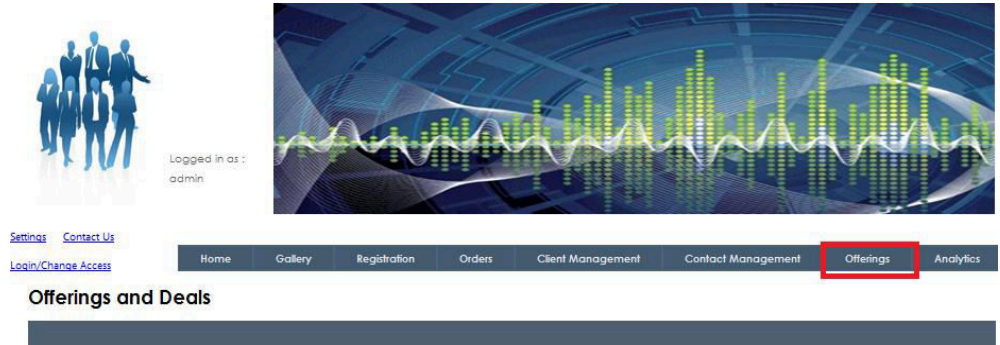 Logged in as :
admin
Settings Contact Us
Login/Change Access
Home Gallery Registration Orders Client Management Contact Management Offerings Analytics
Offerings and Deals